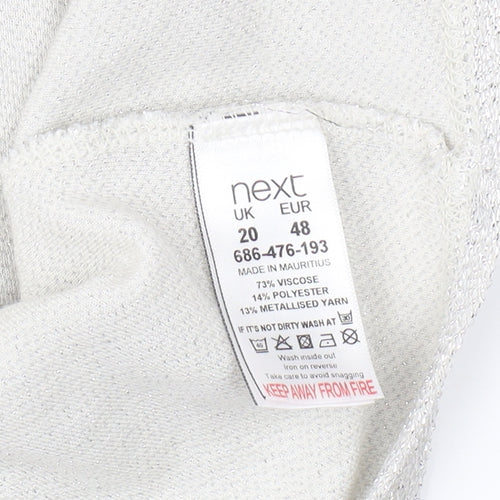 next
UK EUR
20 48
686-476-193
MADE IN MAURITIUS
73% VISCOSE
14% POLYESTER
13% METALLISED YARN
IF IT'S NOT DIRTY WASH AT 30
40
Wash inside out
Iron on reverse
Take care to avoid snagging
KEEP AWAY FROM FIRE